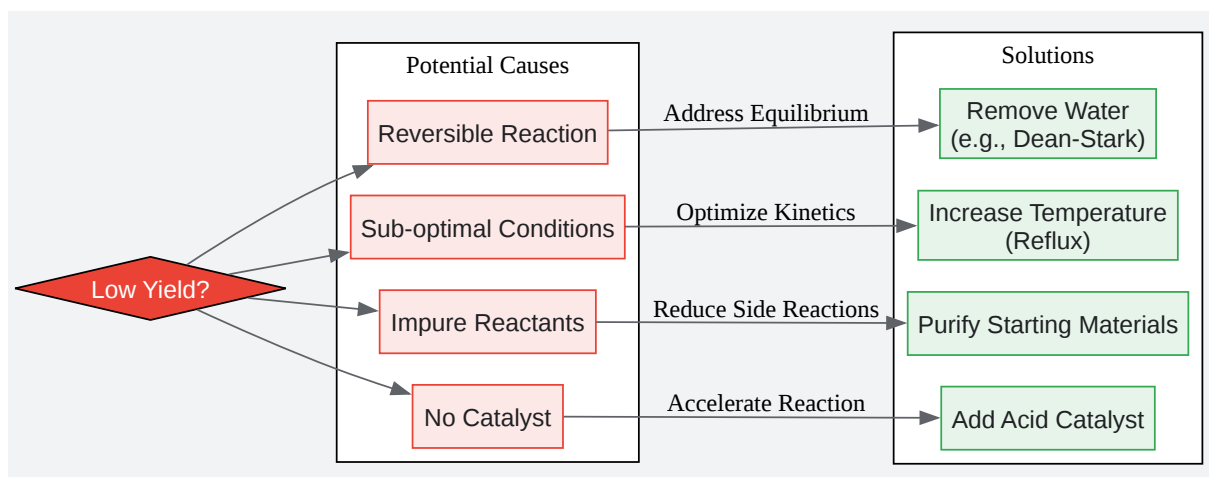 Low Yield?
Potential Causes
Reversible Reaction
Sub-optimal Conditions
Impure Reactants
No Catalyst
Address Equilibrium
Optimize Kinetics
Reduce Side Reactions
Accelerate Reaction
Solutions
Remove Water
(e.g., Dean-Stark)
Increase Temperature
(Reflux)
Purify Starting Materials
Add Acid Catalyst